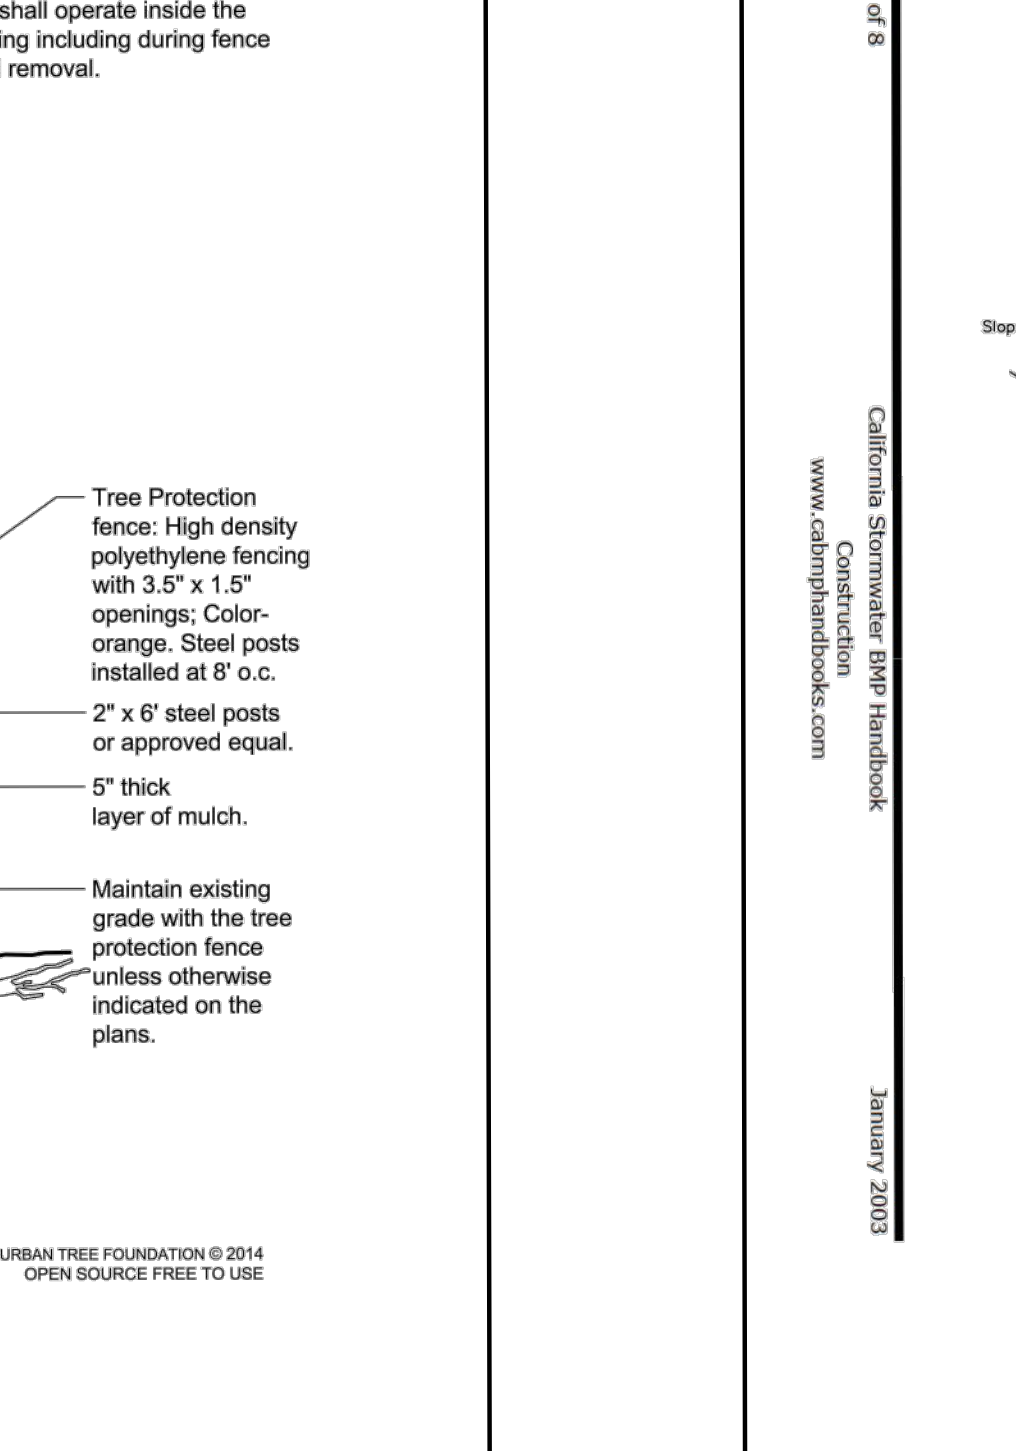 shall operate inside the
ing including during fence
removal.
Tree Protection
fence: High density
polyethylene fencing
with 3.5" x 1.5"
openings; Color-
orange. Steel posts
installed at 8' o.c.
2" x 6' steel posts
or approved equal.
5" thick
layer of mulch.
Maintain existing
grade with the tree
protection fence
unless otherwise
indicated on the
plans.
URBAN TREE FOUNDATION © 2014
OPEN SOURCE FREE TO USE
of 8
California Stormwater BMP Handbook
Construction
www.cabmphandbooks.com
January 2003
Slop